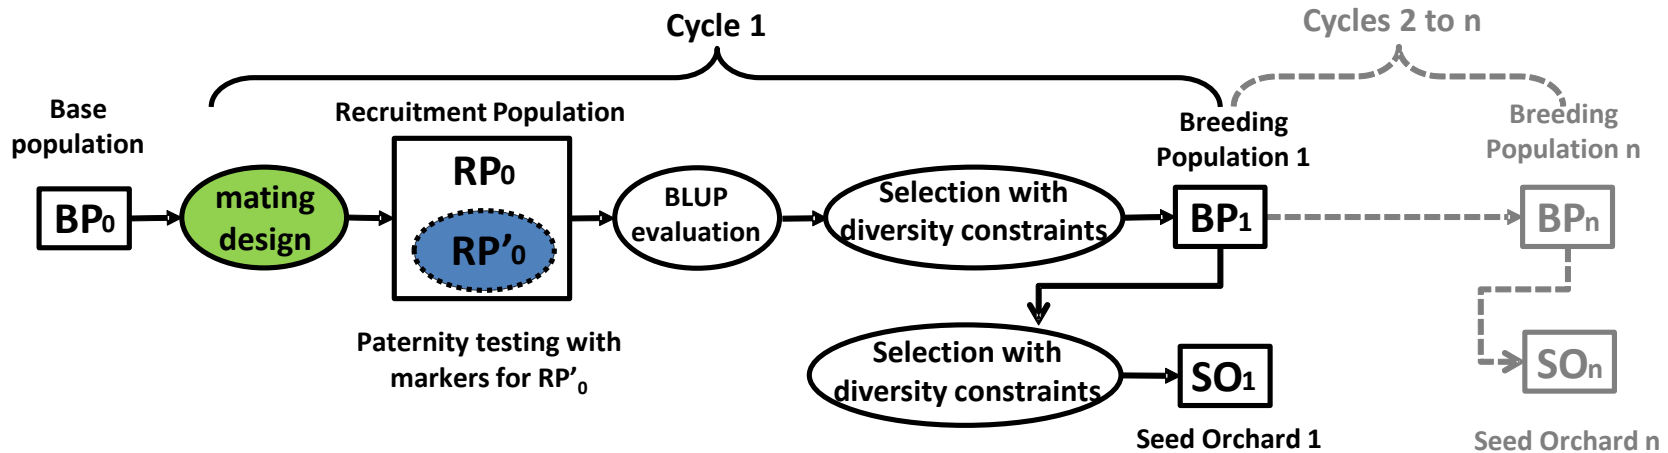 Cycle 1
Cycles 2 to n
Base
population
Recruitment Population
Breeding
Population 1
Breeding
Population n
BP₀
mating
design
RP₀
RP’₀
BLUP
evaluation
Selection with
diversity constraints
BP₁
BPₙ
Paternity testing with
markers for RP’₀
Selection with
diversity constraints
SO₁
SOₙ
Seed Orchard 1
Seed Orchard n